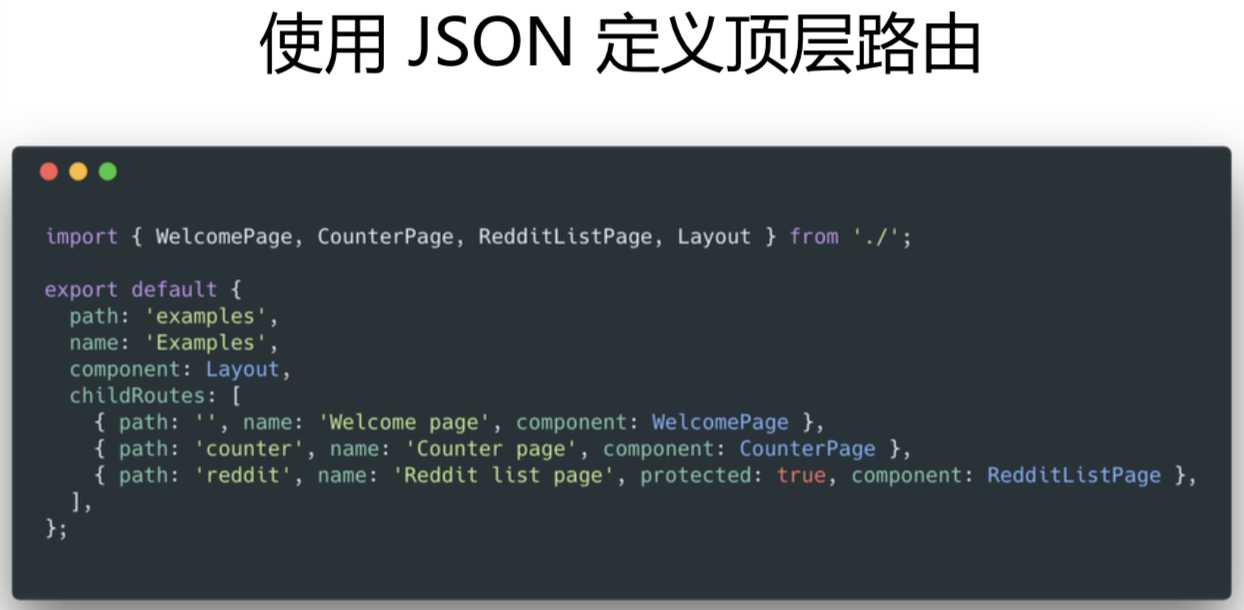 使用 JSON 定义顶层路由
import { WelcomePage, CounterPage, RedditListPage, Layout } from './';
export default {
  path: 'examples',
  name: 'Examples',
  component: Layout,
  childRoutes: [
    { path: '', name: 'Welcome page', component: WelcomePage },
    { path: 'counter', name: 'Counter page', component: CounterPage },
    { path: 'reddit', name: 'Reddit list page', protected: true, component: RedditListPage },
  ],
};